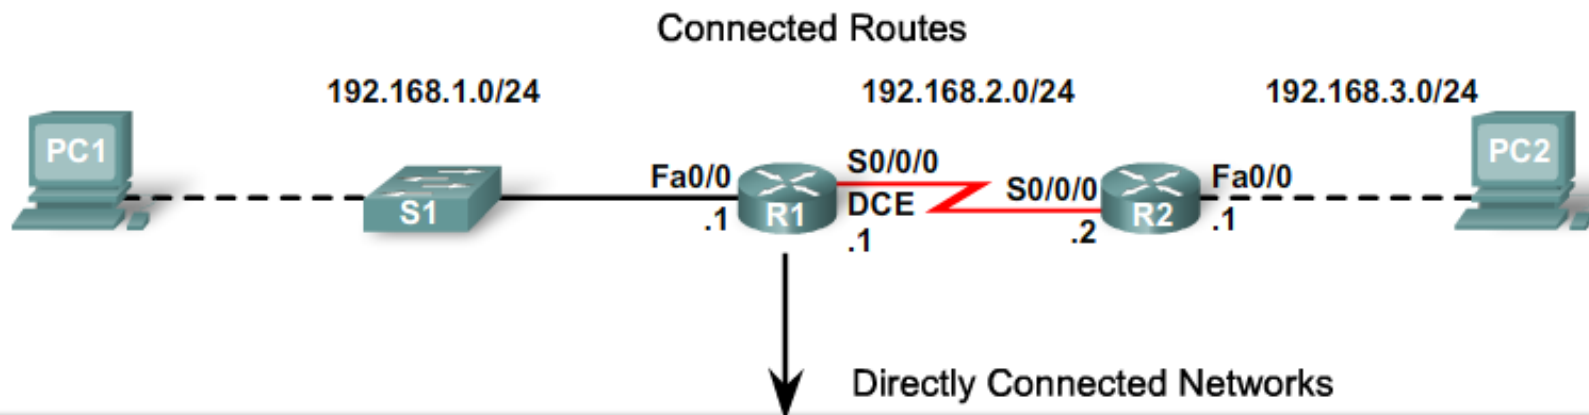 Connected Routes
192.168.1.0/24
192.168.2.0/24
192.168.3.0/24
PC1
S1
Fa0/0
.1
R1
S0/0/0
DCE
.1
S0/0/0
.2
R2
Fa0/0
.1
PC2
Directly Connected Networks